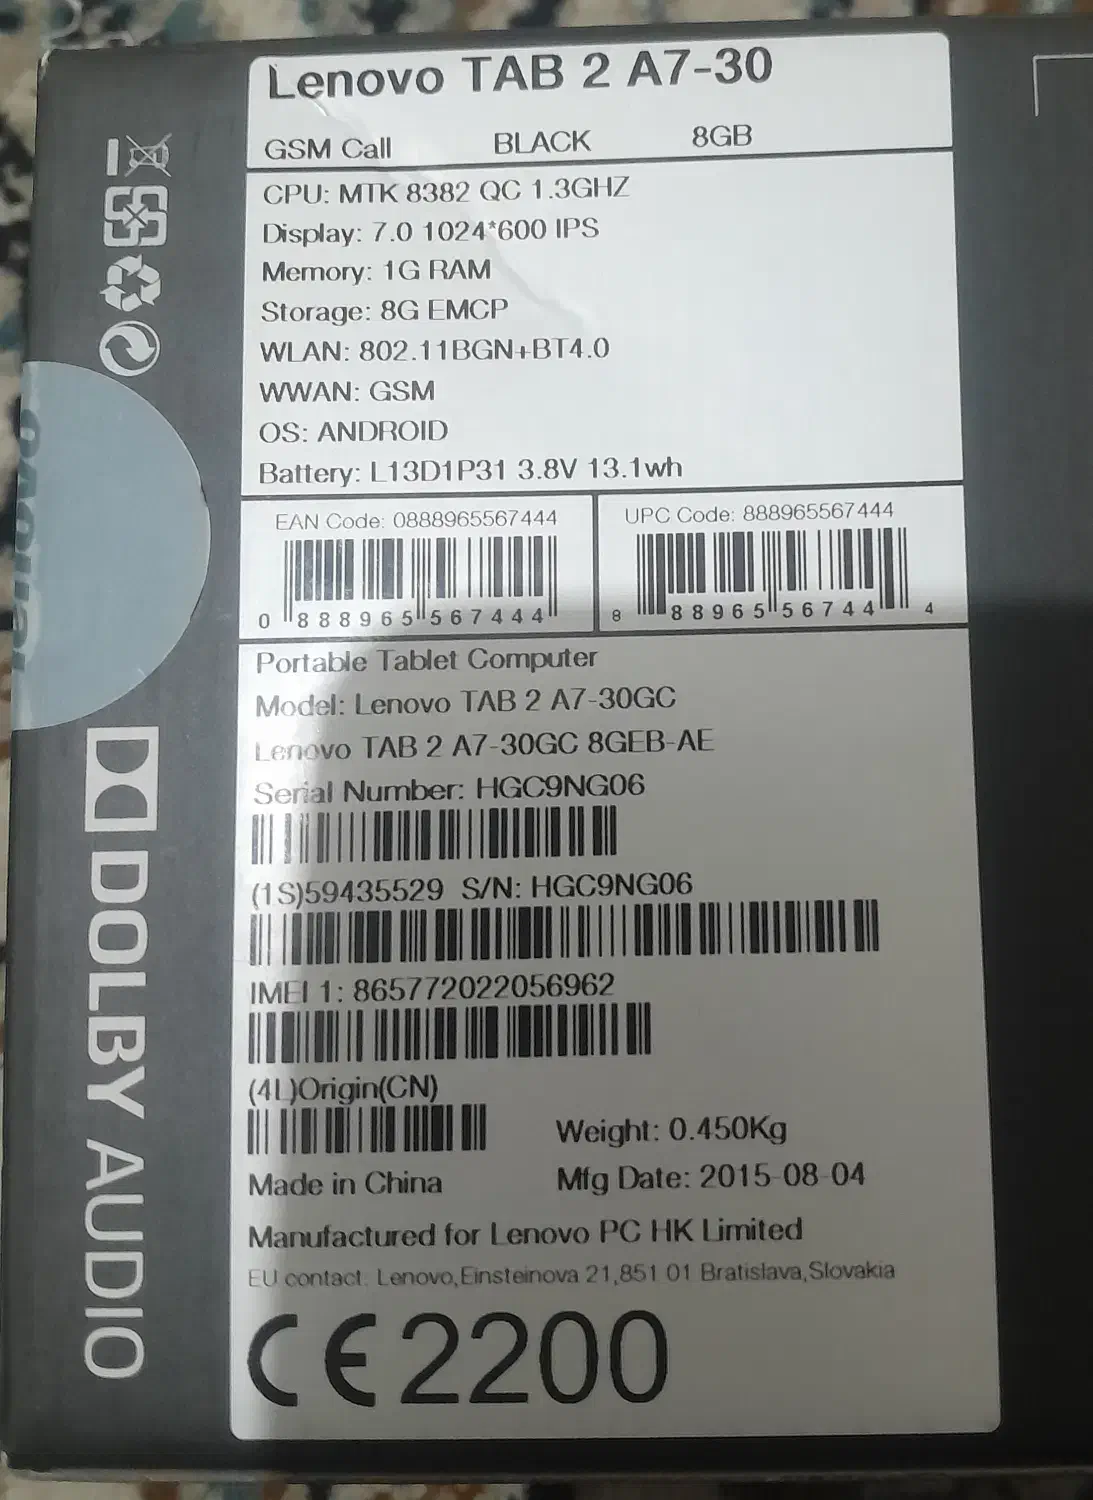 Lenovo TAB 2 A7-30
GSM Call BLACK 8GB
CPU: MTK 8382 QC 1.3GHZ
Display: 7.0 1024*600 IPS
Memory: 1G RAM
Storage: 8G EMCP
WLAN: 802.11BGN+BT4.0
WWAN: GSM
OS: ANDROID
Battery: L13D1P31 3.8V 13.1wh
EAN Code: 0888965567444
0 888965 567444
UPC Code: 888965567444
8 88965 56744 4
Portable Tablet Computer
Model: Lenovo TAB 2 A7-30GC
Lenovo TAB 2 A7-30GC 8GEB-AE
Serial Number: HGC9NG06
(1S)59435529 S/N: HGC9NG06
IMEI 1: 865772022056962
(4L)Origin(CN)
Weight: 0.450Kg
Made in China
Mfg Date: 2015-08-04
Manufactured for Lenovo PC HK Limited
EU contact: Lenovo,Einsteinova 21,851 01 Bratislava,Slovakia
CE2200
DOLBY AUDIO